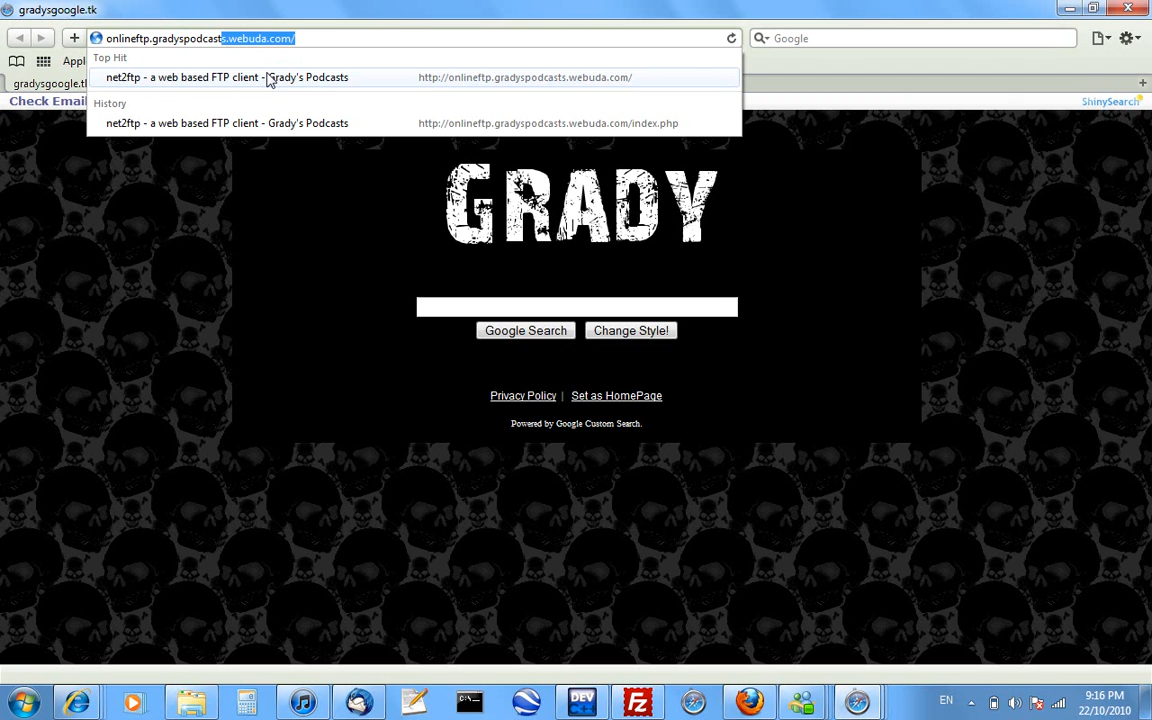 gradysgoogle.tk
onlineftp.gradyspodcasts.webuda.com/
Google
Appl
Top Hit
net2ftp - a web based FTP client - Grady's Podcasts http://onlineftp.gradyspodcasts.webuda.com/
gradysgoogle.tk
History
Check Email
ShinySearch
net2ftp - a web based FTP client - Grady's Podcasts http://onlineftp.gradyspodcasts.webuda.com/index.php
GRADY
Google Search Change Style!
Privacy Policy | Set as HomePage
Powered by Google Custom Search.
C:\_
DEV
C++
Fz
EN
9:16 PM
22/10/2010